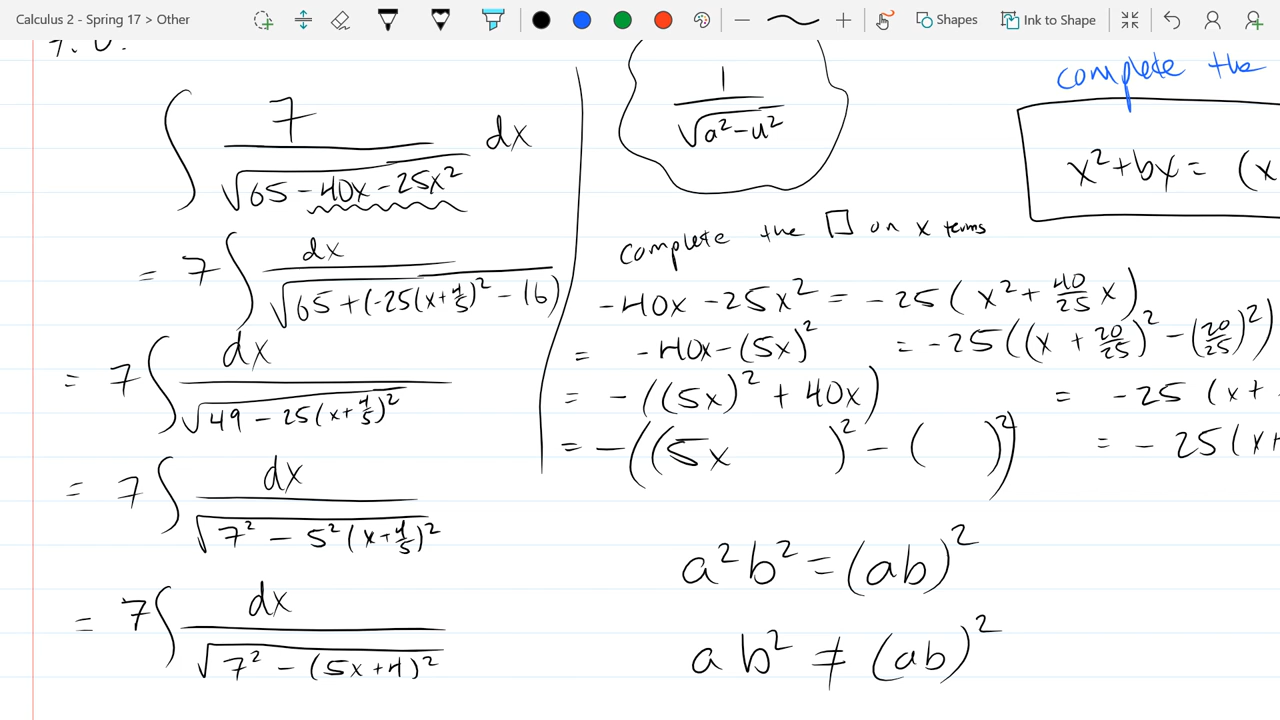 Calculus 2 - Spring 17 > Other
Shapes
Ink to Shape
∫ 7 / √(65 - 40x - 25x²) dx
= 7 ∫ dx / √(65 + (-25(x + 4/5)² - 16)
= 7 ∫ dx / √(49 - 25(x + 4/5)²
= 7 ∫ dx / √(7² - 5²(x + 4/5)²
= 7 ∫ dx / √(7² - (5x + 4)²
1 / √(a² - u²)
complete the
x² + bx = (x
complete the □ on x terms
-40x - 25x² = -25(x² + 40/25 x)
= -40x - (5x)²
= -25((x + 20/25)² - (20/25)²)
= -((5x)² + 40x)
= -25 (x +
= -((5x )² - ( )²)
= -25(x +
a²b² = (ab)²
ab² ≠ (ab)²